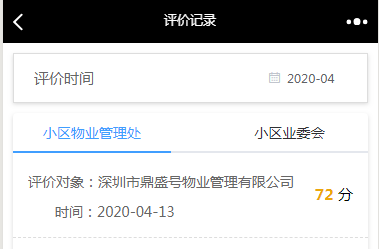 评价记录
评价时间 2020-04
小区物业管理处 小区业委会
评价对象：深圳市鼎盛号物业管理有限公司
72 分
时间：2020-04-13